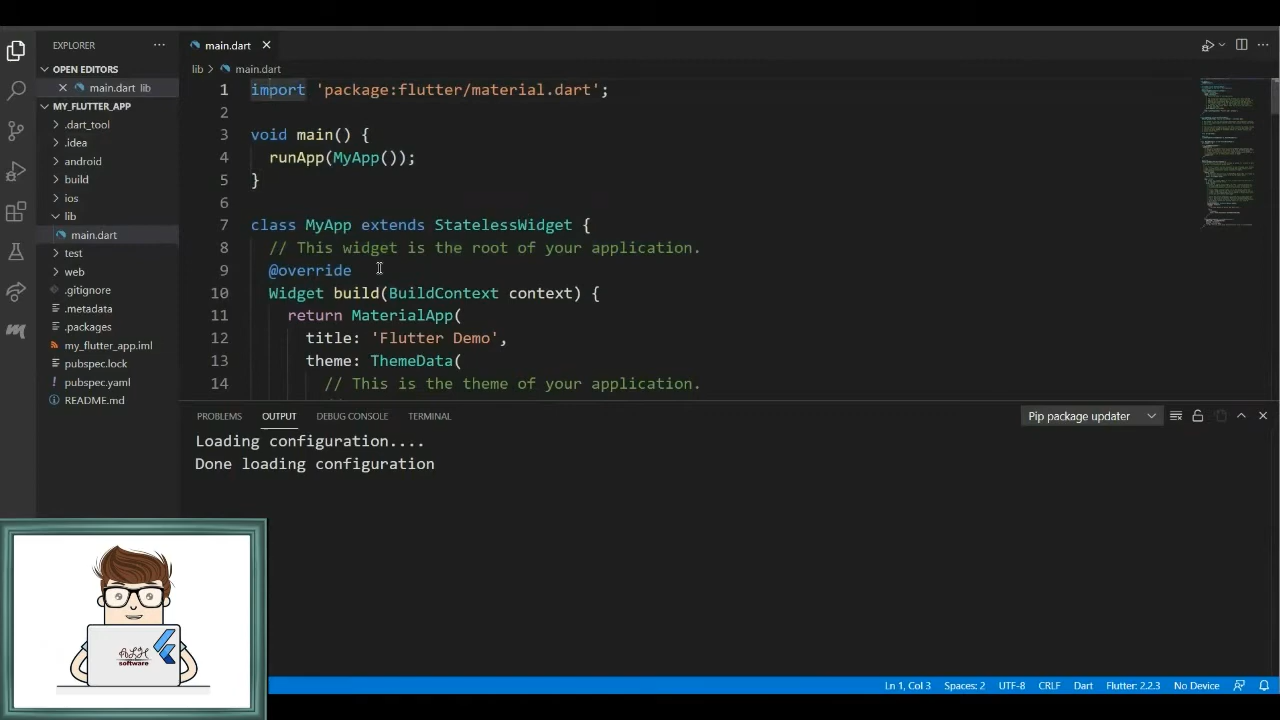 EXPLORER
OPEN EDITORS
main.dart lib
MY_FLUTTER_APP
.dart_tool
.idea
android
build
ios
lib
main.dart
test
web
.gitignore
.metadata
.packages
my_flutter_app.iml
pubspec.lock
pubspec.yaml
README.md
main.dart
lib > main.dart
1 import 'package:flutter/material.dart';
2
3 void main() {
4 runApp(MyApp());
5 }
6
7 class MyApp extends StatelessWidget {
8 // This widget is the root of your application.
9 @override
10 Widget build(BuildContext context) {
11 return MaterialApp(
12 title: 'Flutter Demo',
13 theme: ThemeData(
14 // This is the theme of your application.
PROBLEMS OUTPUT DEBUG CONSOLE TERMINAL
Pip package updater
Loading configuration....
Done loading configuration
software
Ln 1, Col 3 Spaces: 2 UTF-8 CRLF Dart Flutter: 2.2.3 No Device